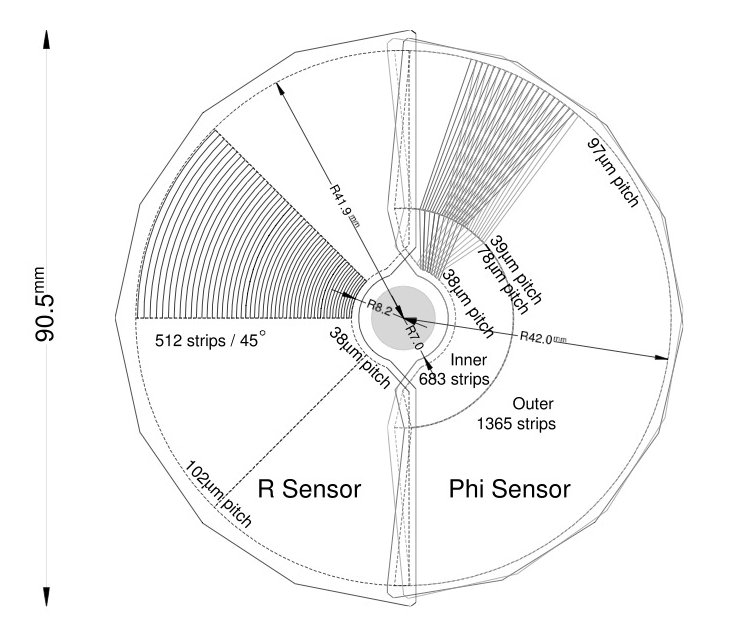 97µm pitch
39µm pitch
78µm pitch
38µm pitch
R41.9mm
90.5mm
R8.2
R7.0
R42.0mm
512 strips / 45°
38µm pitch
Inner
683 strips
Outer
1365 strips
102µm pitch
R Sensor
Phi Sensor